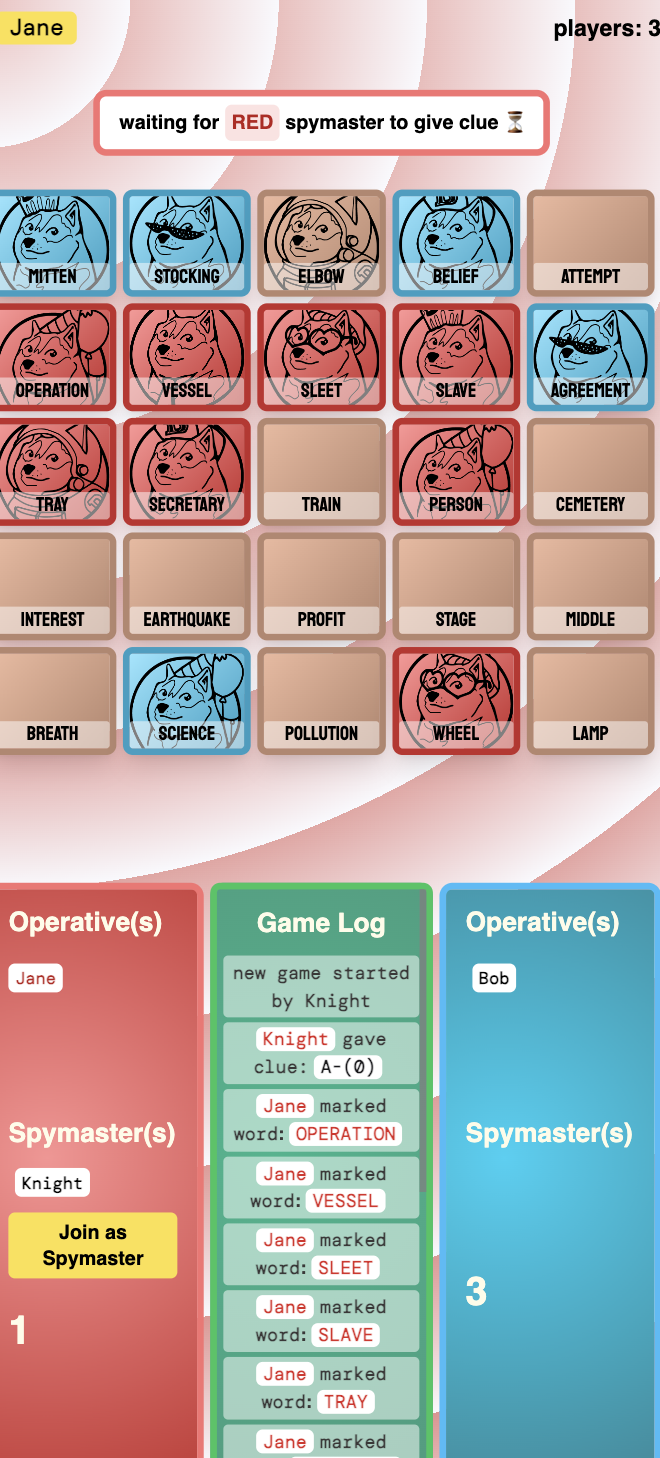 Jane
players: 3
waiting for RED spymaster to give clue ⏳
MITTEN STOCKING ELBOW BELIEF ATTEMPT
OPERATION VESSEL SLEET SLAVE AGREEMENT
TRAY SECRETARY TRAIN PERSON CEMETERY
INTEREST EARTHQUAKE PROFIT STAGE MIDDLE
BREATH SCIENCE POLLUTION WHEEL LAMP
Operative(s)
Jane
Spymaster(s)
Knight
Join as
Spymaster
1
Game Log
new game started
by Knight
Knight gave
clue: A-(0)
Jane marked
word: OPERATION
Jane marked
word: VESSEL
Jane marked
word: SLEET
Jane marked
word: SLAVE
Jane marked
word: TRAY
Jane marked
Operative(s)
Bob
Spymaster(s)
3